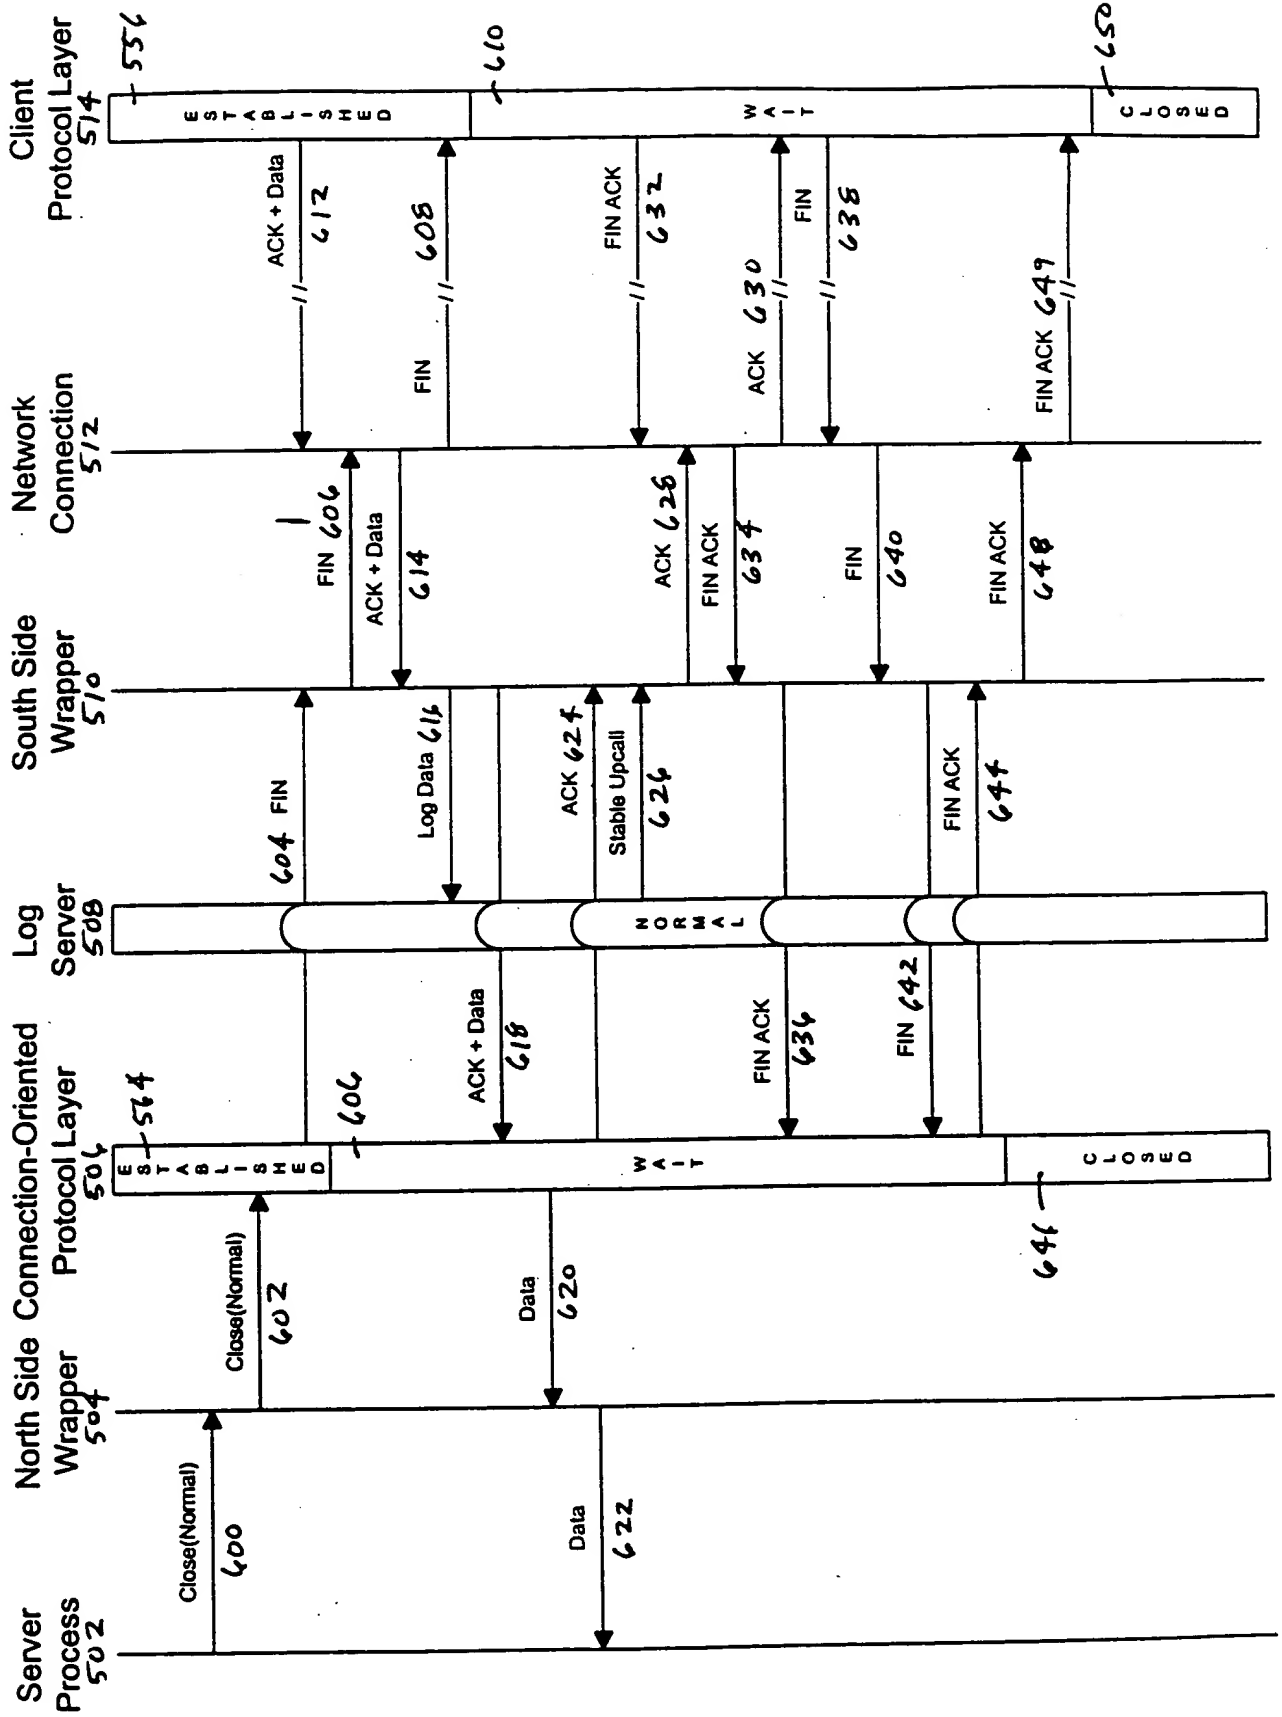 Server
Process
502
North Side
Wrapper
504
Connection-Oriented
Protocol Layer
506
Log
Server
508
South Side
Wrapper
510
Network
Connection
512
Client
Protocol Layer
514
564
ESTABLISHED
556
ESTABLISHED
Close(Normal)
600
Close(Normal)
602
604 FIN
ACK + Data
612
606
FIN 606
ACK + Data
614
FIN 608
610
Log Data 616
ACK + Data
618
Data
620
Data
622
ACK 624
Stable Upcall
626
NORMAL
WAIT
WAIT
FIN ACK
632
ACK 628
FIN ACK
634
ACK 630
FIN
638
FIN ACK
636
FIN
640
FIN 642
FIN ACK
644
646
CLOSED
FIN ACK
648
FIN ACK 649
650
CLOSED